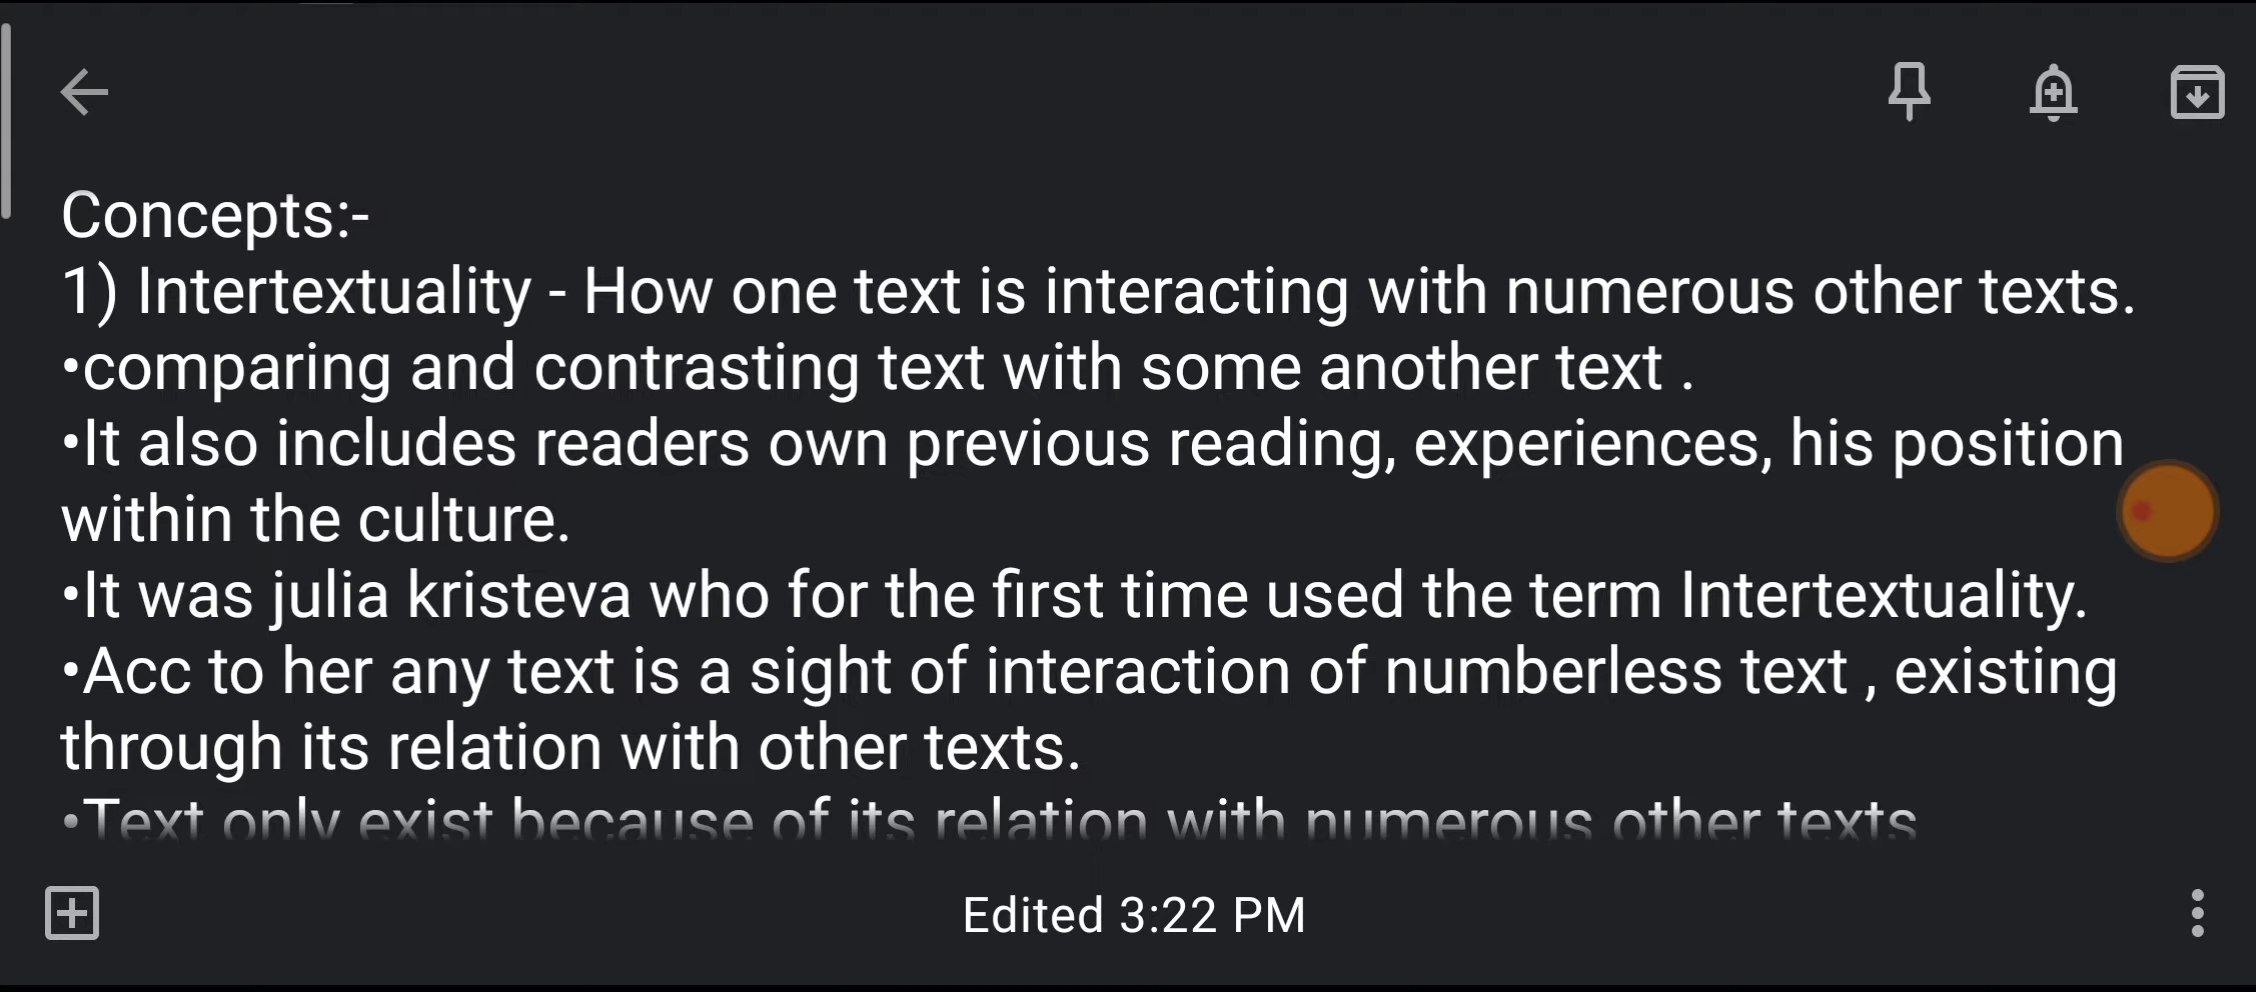 Concepts:-
1) Intertextuality - How one text is interacting with numerous other texts.
•comparing and contrasting text with some another text .
•It also includes readers own previous reading, experiences, his position
within the culture.
•It was julia kristeva who for the first time used the term Intertextuality.
•Acc to her any text is a sight of interaction of numberless text , existing
through its relation with other texts.
•Text only exist because of its relation with numerous other texts
Edited 3:22 PM